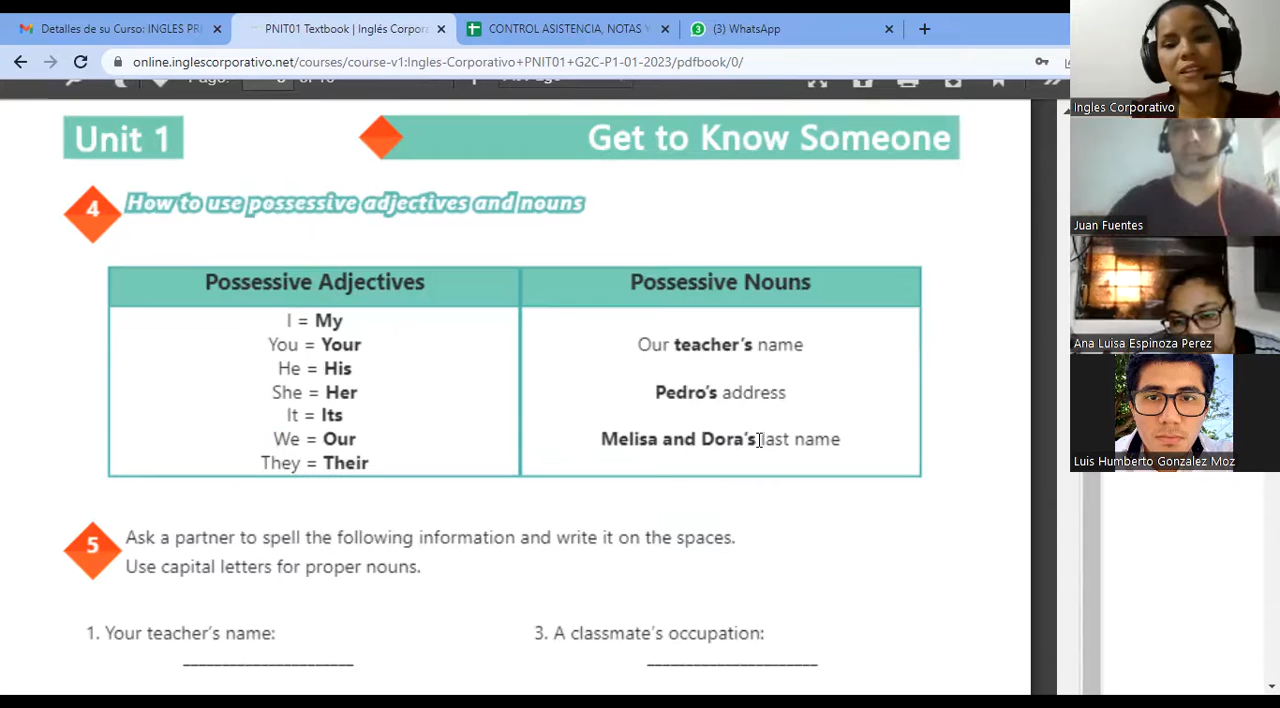 Detalles de su Curso: INGLES PRI
PNIT01 Textbook | Inglés Corpora
CONTROL ASISTENCIA, NOTAS Y
(3) WhatsApp
online.inglescorporativo.net/courses/course-v1:Ingles-Corporativo+PNIT01+G2C-P1-01-2023/pdfbook/0/
Unit 1
Get to Know Someone
4
How to use possessive adjectives and nouns
Possessive Adjectives
I = My
You = Your
He = His
She = Her
It = Its
We = Our
They = Their
Possessive Nouns
Our teacher's name
Pedro's address
Melisa and Dora's last name
5
Ask a partner to spell the following information and write it on the spaces.
Use capital letters for proper nouns.
1. Your teacher's name:
3. A classmate's occupation:
Ingles Corporativo
Juan Fuentes
Ana Luisa Espinoza Perez
Luis Humberto Gonzalez Moz